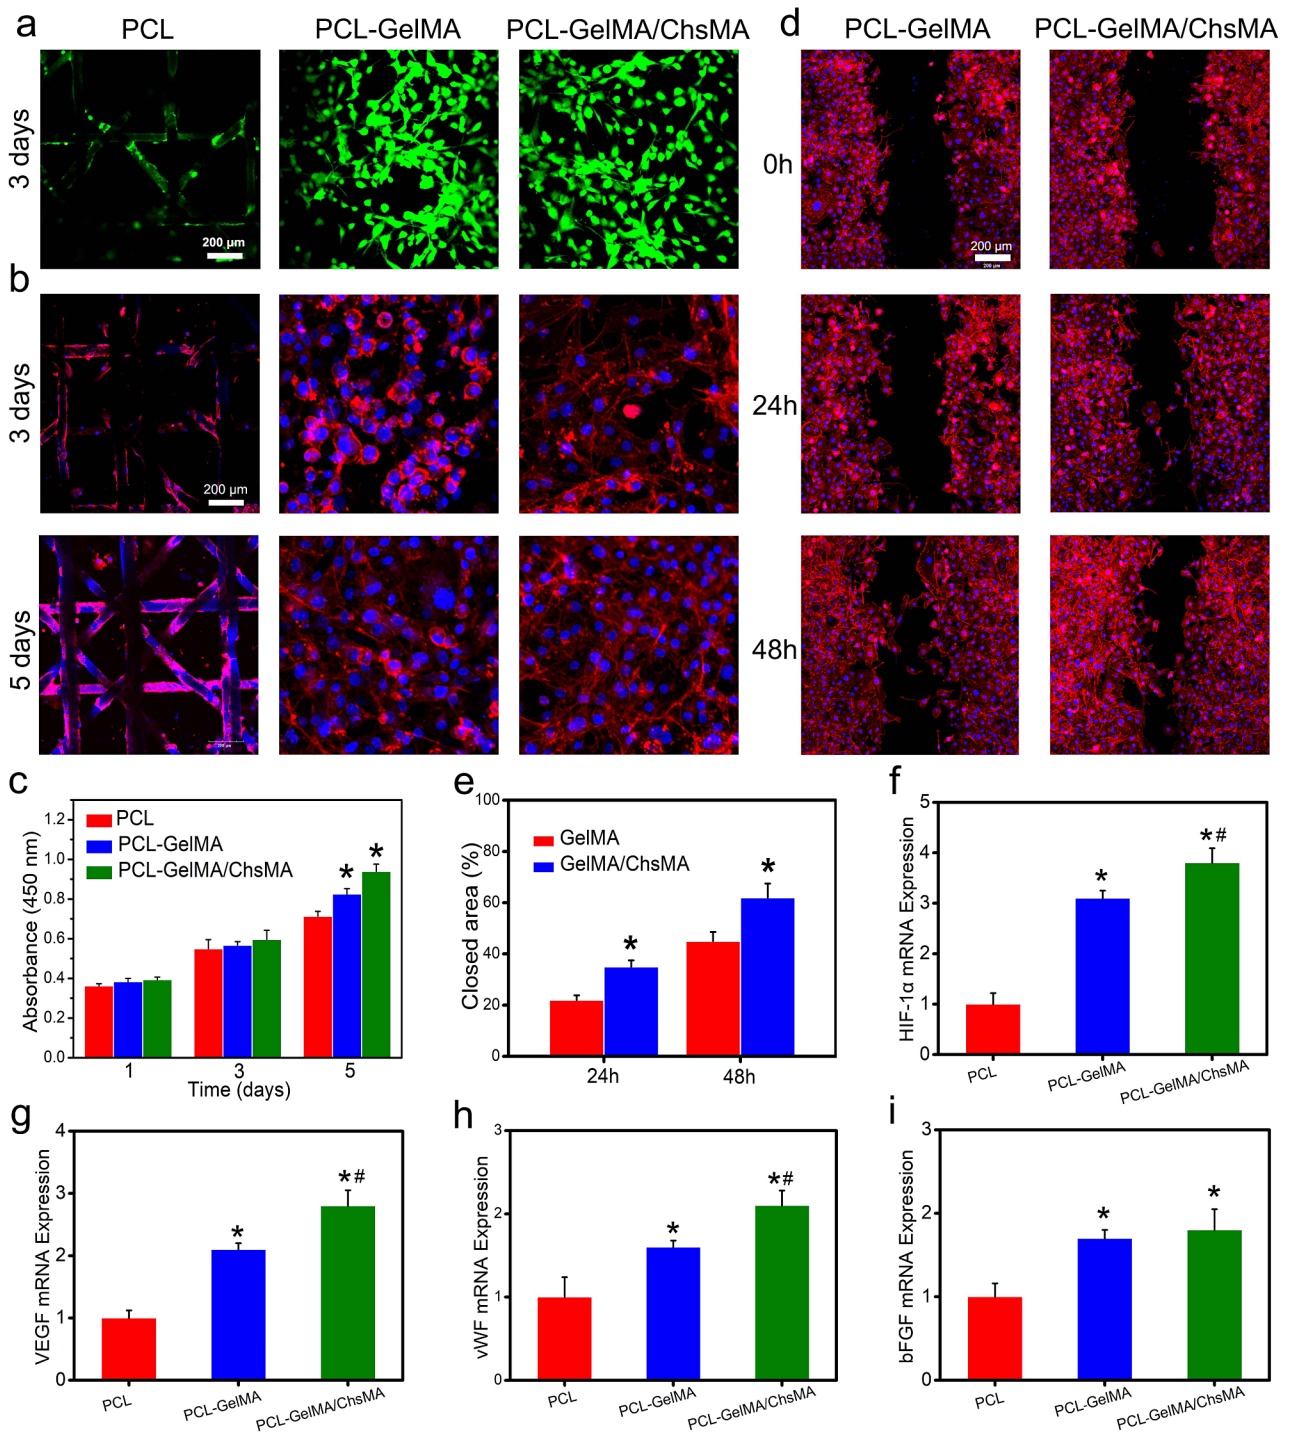 a
PCL
PCL-GelMA
PCL-GelMA/ChsMA
3 days
200 µm
b
3 days
200 µm
5 days
200 µm
d
PCL-GelMA
PCL-GelMA/ChsMA
0h
200 µm
200 µm
24h
48h
c
Absorbance (450 nm)
1.2
1.0
0.8
0.6
0.4
0.2
0.0
PCL
PCL-GelMA
PCL-GelMA/ChsMA
* *
1 3 5
Time (days)
e
Closed area (%)
100
80
60
40
20
0
GelMA
GelMA/ChsMA
* *
24h 48h
f
HIF-1α mRNA Expression
5
4
3
2
1
0
* *#
PCL PCL-GelMA PCL-GelMA/ChsMA
g
VEGF mRNA Expression
4
3
2
1
0
* *#
PCL PCL-GelMA PCL-GelMA/ChsMA
h
vWF mRNA Expression
3
2
1
0
* *#
PCL PCL-GelMA PCL-GelMA/ChsMA
i
bFGF mRNA Expression
3
2
1
0
* *
PCL PCL-GelMA PCL-GelMA/ChsMA